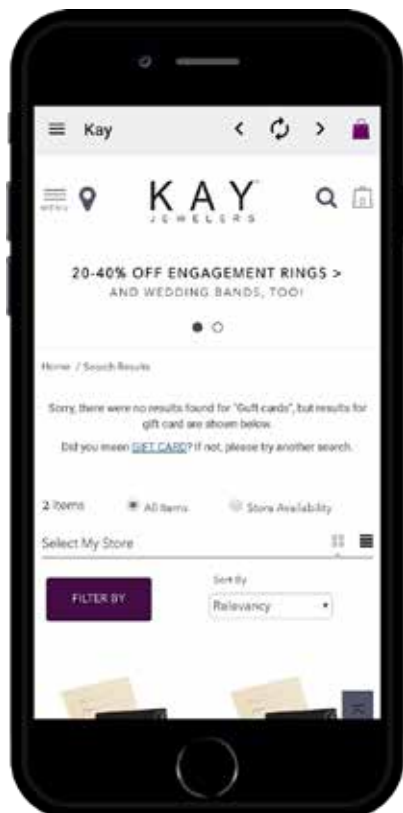 Kay
MENU
KAY
JEWELERS
20-40% OFF ENGAGEMENT RINGS >
AND WEDDING BANDS, TOO!
Home / Search Results
Sorry, there were no results found for "Guft cards", but results for
gift card are shown below.
Did you mean GIFT CARD? If not, please try another search.
2 items All Items Store Availability
Select My Store
Sort By
FILTER BY
Relevancy